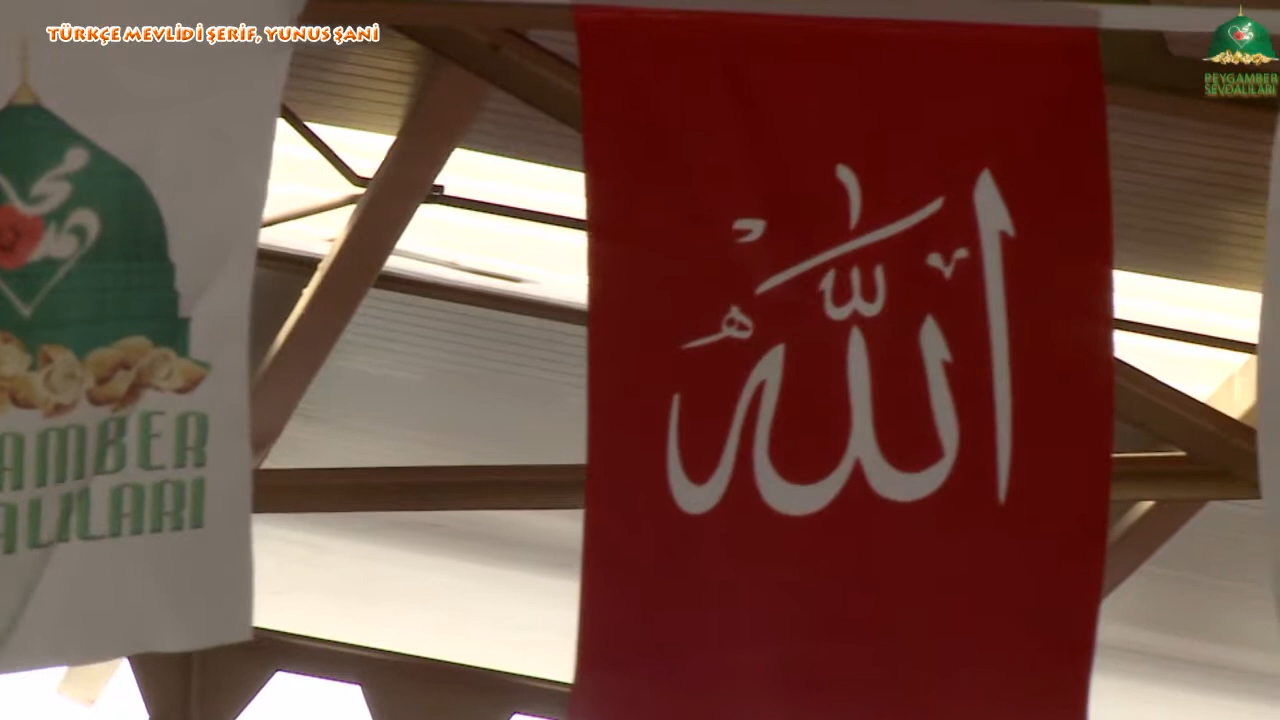 TÜRKÇE MEVLİDİ ŞERİF, YUNUS ŞANİ
PEYGAMBER
SEVDALILARI
الله
AMBER
ALILARI